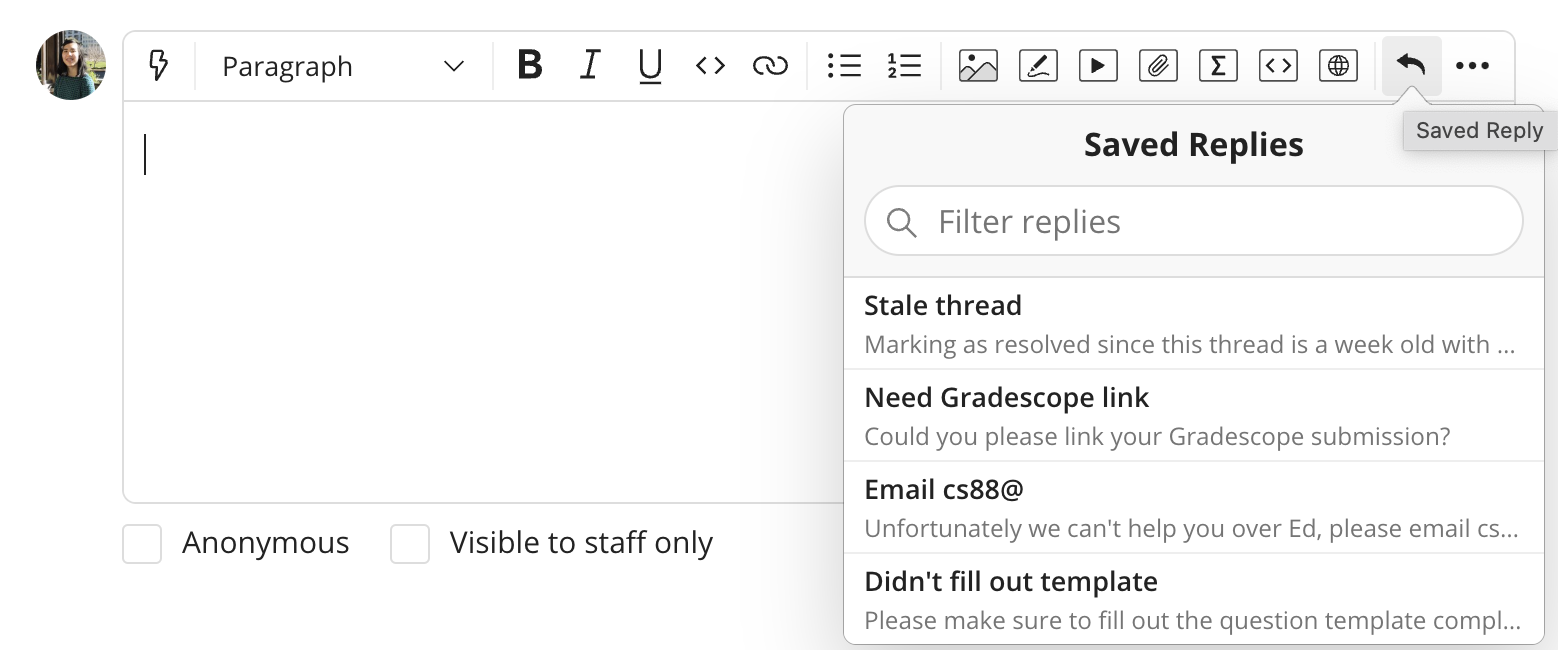 Paragraph
B I U
Saved Reply
Saved Replies
Filter replies
Stale thread
Marking as resolved since this thread is a week old with ...
Need Gradescope link
Could you please link your Gradescope submission?
Email cs88@
Unfortunately we can't help you over Ed, please email cs...
Didn't fill out template
Please make sure to fill out the question template compl...
Anonymous
Visible to staff only